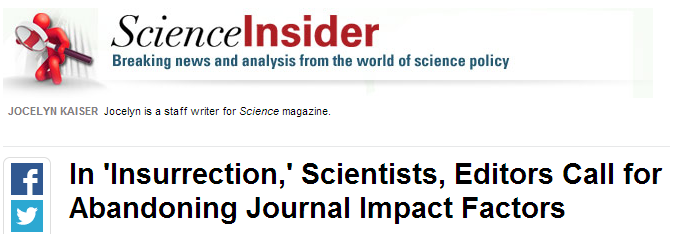 ScienceInsider
Breaking news and analysis from the world of science policy
JOCELYN KAISER Jocelyn is a staff writer for Science magazine.
In 'Insurrection,' Scientists, Editors Call for
Abandoning Journal Impact Factors